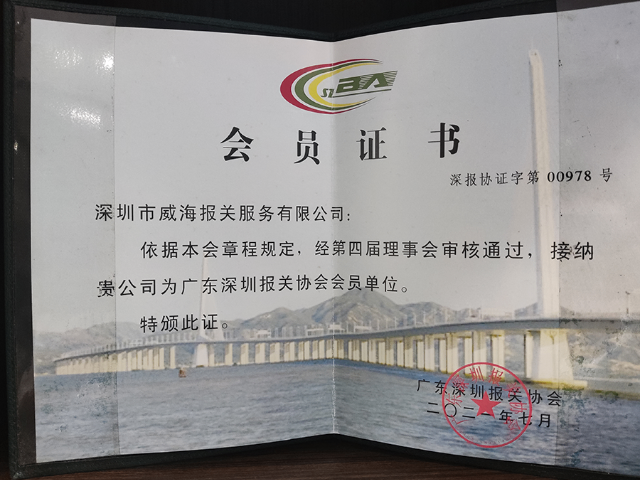 SZBA
会员证书
深报协证字第 00978 号
深圳市威海报关服务有限公司：
依据本会章程规定，经第四届理事会审核通过，接纳
贵公司为广东深圳报关协会会员单位。
特颁此证。
广东深圳报关协会
二〇二一年七月